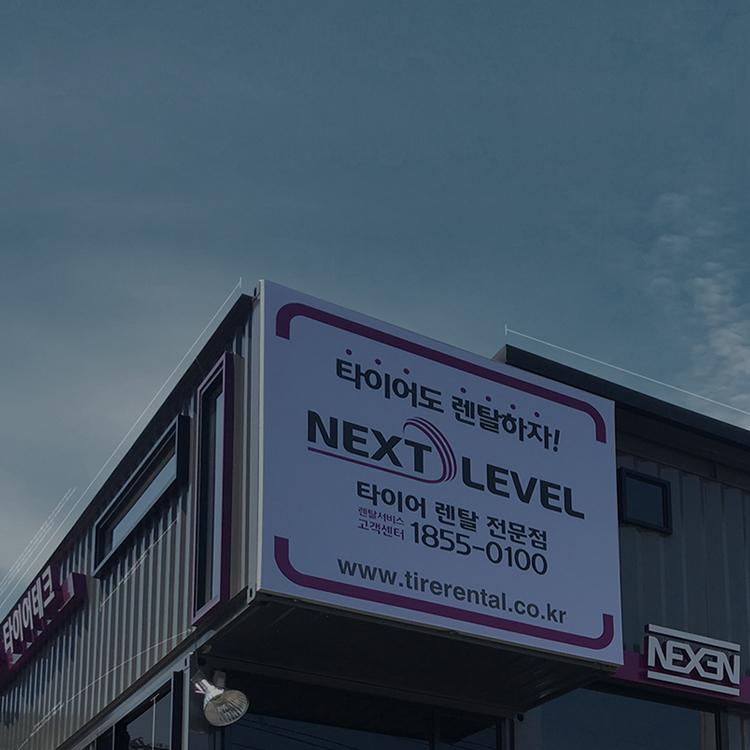 타이어도 렌탈하자!
NEXT LEVEL
타이어 렌탈 전문점
렌탈서비스
고객센터 1855-0100
www.tirerental.co.kr
타이어테크
NEXEN